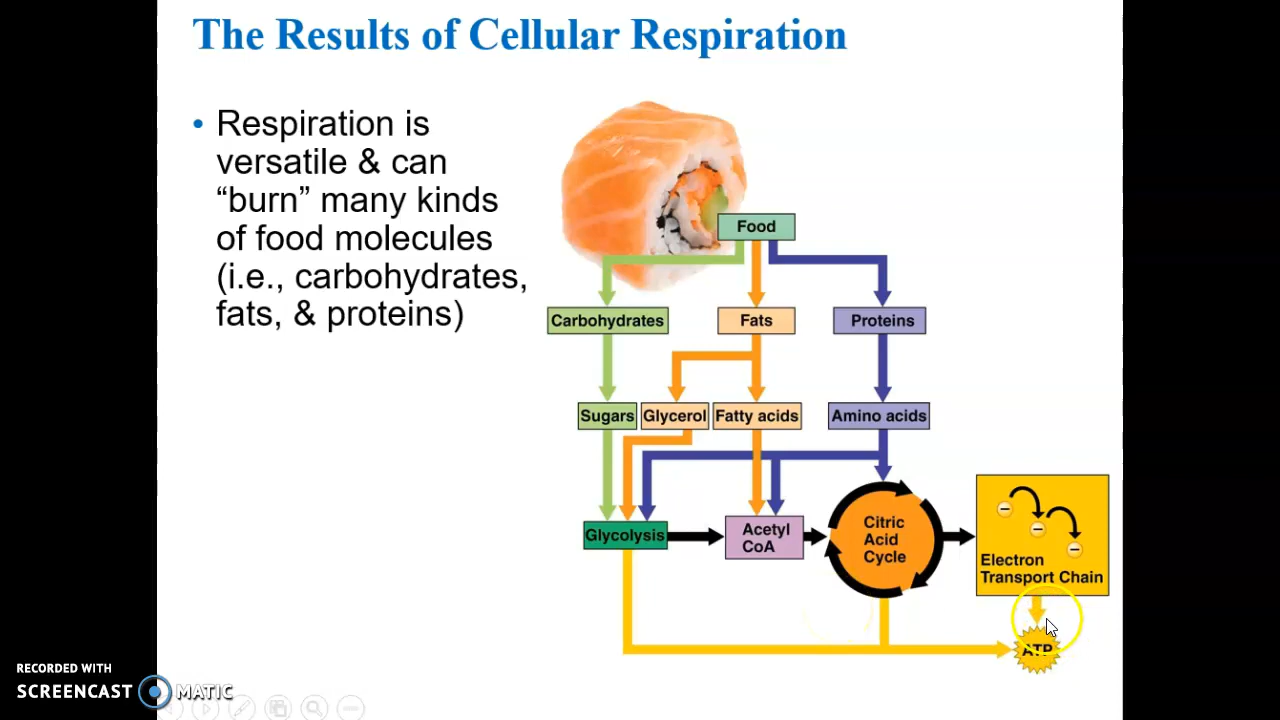 The Results of Cellular Respiration
• Respiration is
versatile & can
“burn” many kinds
of food molecules
(i.e., carbohydrates,
fats, & proteins)
Food
Carbohydrates
Fats
Proteins
Sugars
Glycerol
Fatty acids
Amino acids
Glycolysis
Acetyl
CoA
Citric
Acid
Cycle
Electron
Transport Chain
ATP
RECORDED WITH
SCREENCAST MATIC